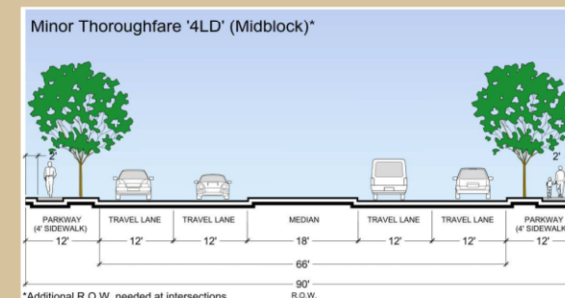 Minor Thoroughfare '4LD' (Midblock)*
2' 2'
PARKWAY TRAVEL LANE TRAVEL LANE MEDIAN TRAVEL LANE TRAVEL LANE PARKWAY
(4' SIDEWALK) (4' SIDEWALK)
12' 12' 12' 18' 12' 12' 12'
66'
90'
*Additional R.O.W. needed at intersections R.O.W.